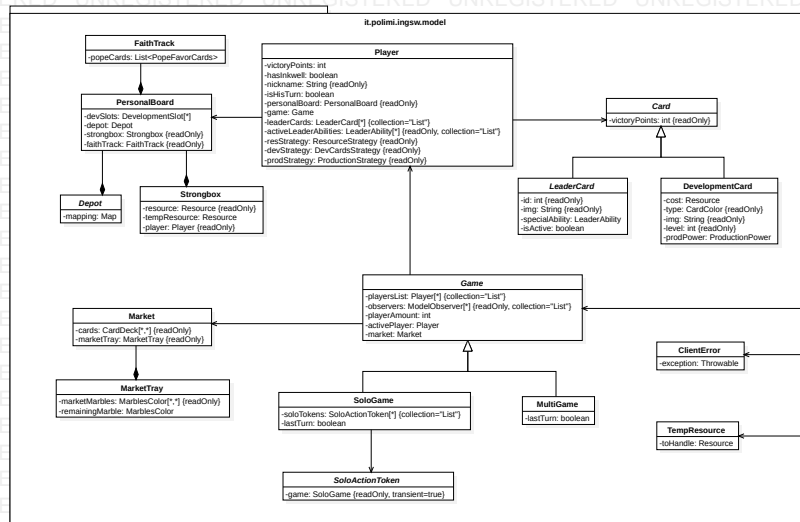 UNREGISTERED UNREGISTERED UNREGISTERED UNREGISTERED UNREGISTERED
it.polimi.ingsw.model
FaithTrack
-popeCards: List<PopeFavorCards>
PersonalBoard
-devSlots: DevelopmentSlot[*]
-depot: Depot
-strongbox: Strongbox {readOnly}
-faithTrack: FaithTrack {readOnly}
Depot
-mapping: Map
Strongbox
-resource: Resource {readOnly}
-tempResource: Resource
-player: Player {readOnly}
Player
-victoryPoints: int
-hasInkwell: boolean
-nickname: String {readOnly}
-isHisTurn: boolean
-personalBoard: PersonalBoard {readOnly}
-game: Game
-leaderCards: LeaderCard[*] {collection="List"}
-activeLeaderAbilities: LeaderAbility[*] {readOnly, collection="List"}
-resStrategy: ResourceStrategy {readOnly}
-devStrategy: DevCardsStrategy {readOnly}
-prodStrategy: ProductionStrategy {readOnly}
Card
-victoryPoints: int {readOnly}
LeaderCard
-id: int {readOnly}
-img: String {readOnly}
-specialAbility: LeaderAbility
-isActive: boolean
DevelopmentCard
-cost: Resource
-type: CardColor {readOnly}
-img: String {readOnly}
-level: int {readOnly}
-prodPower: ProductionPower
Game
-playersList: Player[*] {collection="List"}
-observers: ModelObserver[*] {readOnly, collection="List"}
-playerAmount: int
-activePlayer: Player
-market: Market
Market
-cards: CardDeck[*,*] {readOnly}
-marketTray: MarketTray {readOnly}
MarketTray
-marketMarbles: MarblesColor[*,*] {readOnly}
-remainingMarble: MarblesColor
SoloGame
-soloTokens: SoloActionToken[*] {collection="List"}
-lastTurn: boolean
MultiGame
-lastTurn: boolean
SoloActionToken
-game: SoloGame {readOnly, transient=true}
ClientError
-exception: Throwable
TempResource
-toHandle: Resource